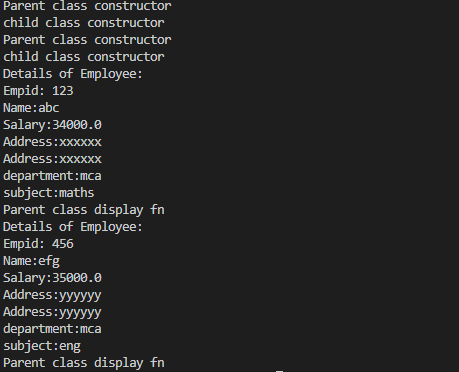 Parent class constructor
child class constructor
Parent class constructor
child class constructor
Details of Employee:
Empid: 123
Name:abc
Salary:34000.0
Address:xxxxxx
Address:xxxxxx
department:mca
subject:maths
Parent class display fn
Details of Employee:
Empid: 456
Name:efg
Salary:35000.0
Address:yyyyyy
Address:yyyyyy
department:mca
subject:eng
Parent class display fn